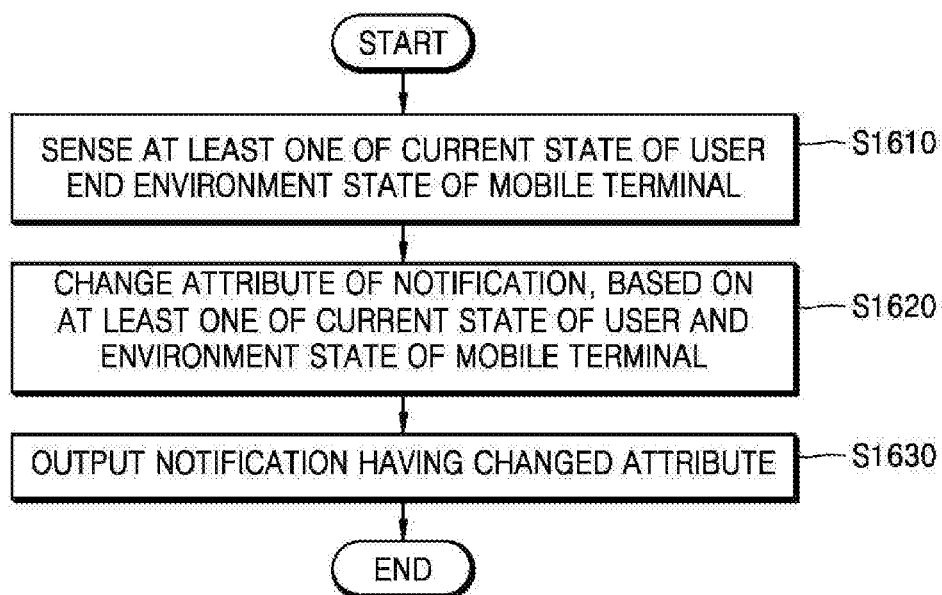 START
SENSE AT LEAST ONE OF CURRENT STATE OF USER
END ENVIRONMENT STATE OF MOBILE TERMINAL
S1610
CHANGE ATTRIBUTE OF NOTIFICATION, BASED ON
AT LEAST ONE OF CURRENT STATE OF USER AND
ENVIRONMENT STATE OF MOBILE TERMINAL
S1620
OUTPUT NOTIFICATION HAVING CHANGED ATTRIBUTE
S1630
END